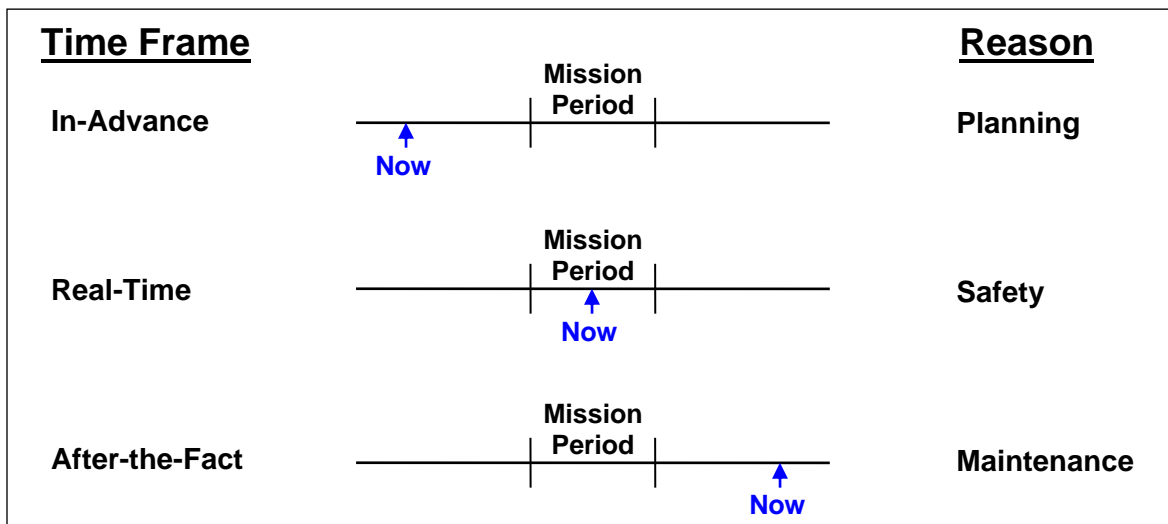 Time Frame
Reason
Mission
Period
In-Advance
Planning
Now
Mission
Period
Real-Time
Safety
Now
Mission
Period
After-the-Fact
Maintenance
Now